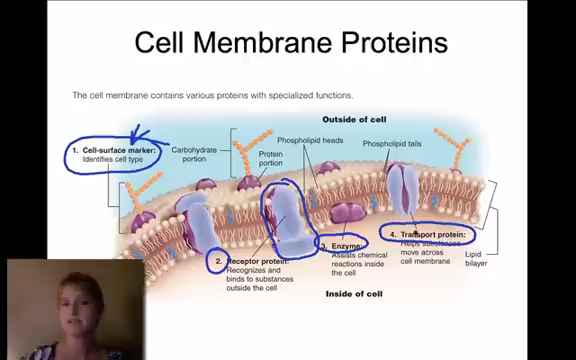 Cell Membrane Proteins
The cell membrane contains various proteins with specialized functions.
Outside of cell
1. Cell-surface marker:
Identifies cell type
Carbohydrate
portion
Protein
portion
Phospholipid heads
Phospholipid tails
2. Receptor protein:
Recognizes and
binds to substances
outside the cell
3. Enzyme:
Assists chemical
reactions inside
the cell
4. Transport protein:
Helps substances
move across
cell membrane
Lipid
bilayer
Inside of cell